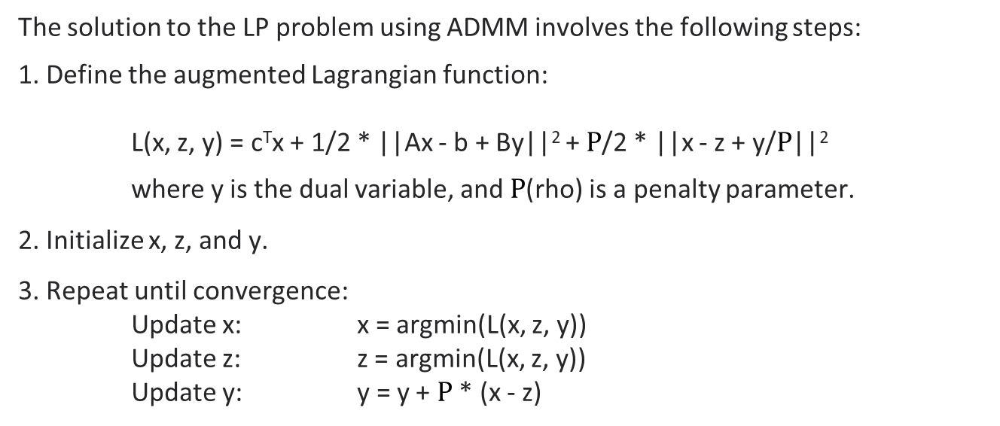 The solution to the LP problem using ADMM involves the following steps:
1. Define the augmented Lagrangian function:
L(x, z, y) = cᵀx + 1/2 * ||Ax - b + By||² + P/2 * ||x - z + y/P||²
where y is the dual variable, and P(rho) is a penalty parameter.
2. Initialize x, z, and y.
3. Repeat until convergence:
Update x: x = argmin(L(x, z, y))
Update z: z = argmin(L(x, z, y))
Update y: y = y + P * (x - z)